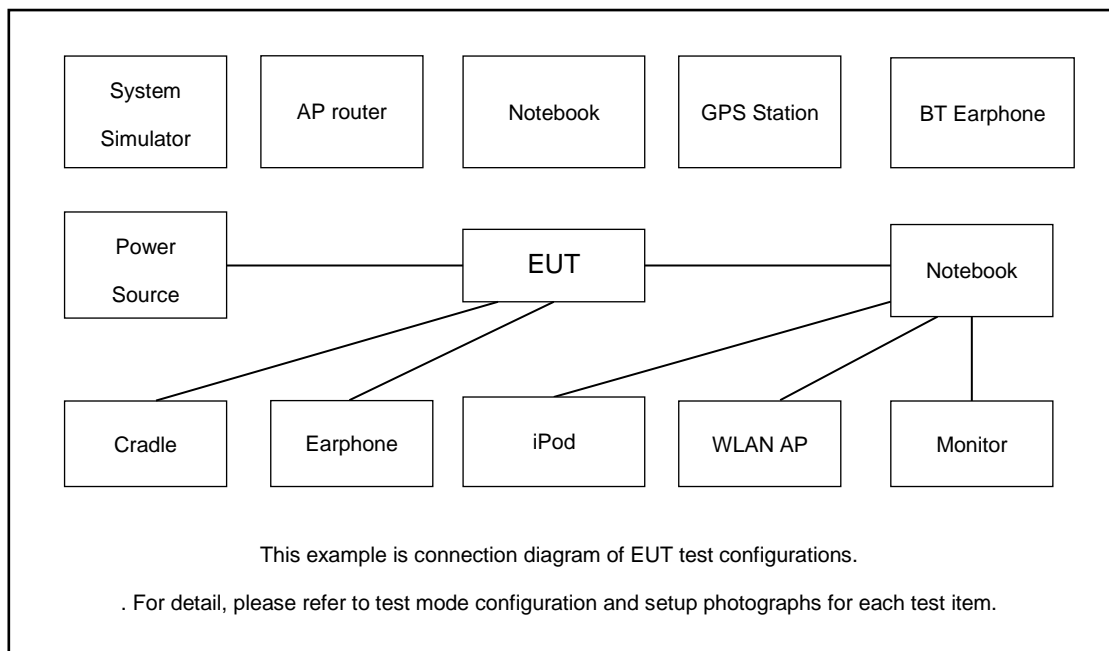 System
Simulator
AP router
Notebook
GPS Station
BT Earphone
Power
Source
EUT
Notebook
Cradle
Earphone
iPod
WLAN AP
Monitor
This example is connection diagram of EUT test configurations.
. For detail, please refer to test mode configuration and setup photographs for each test item.